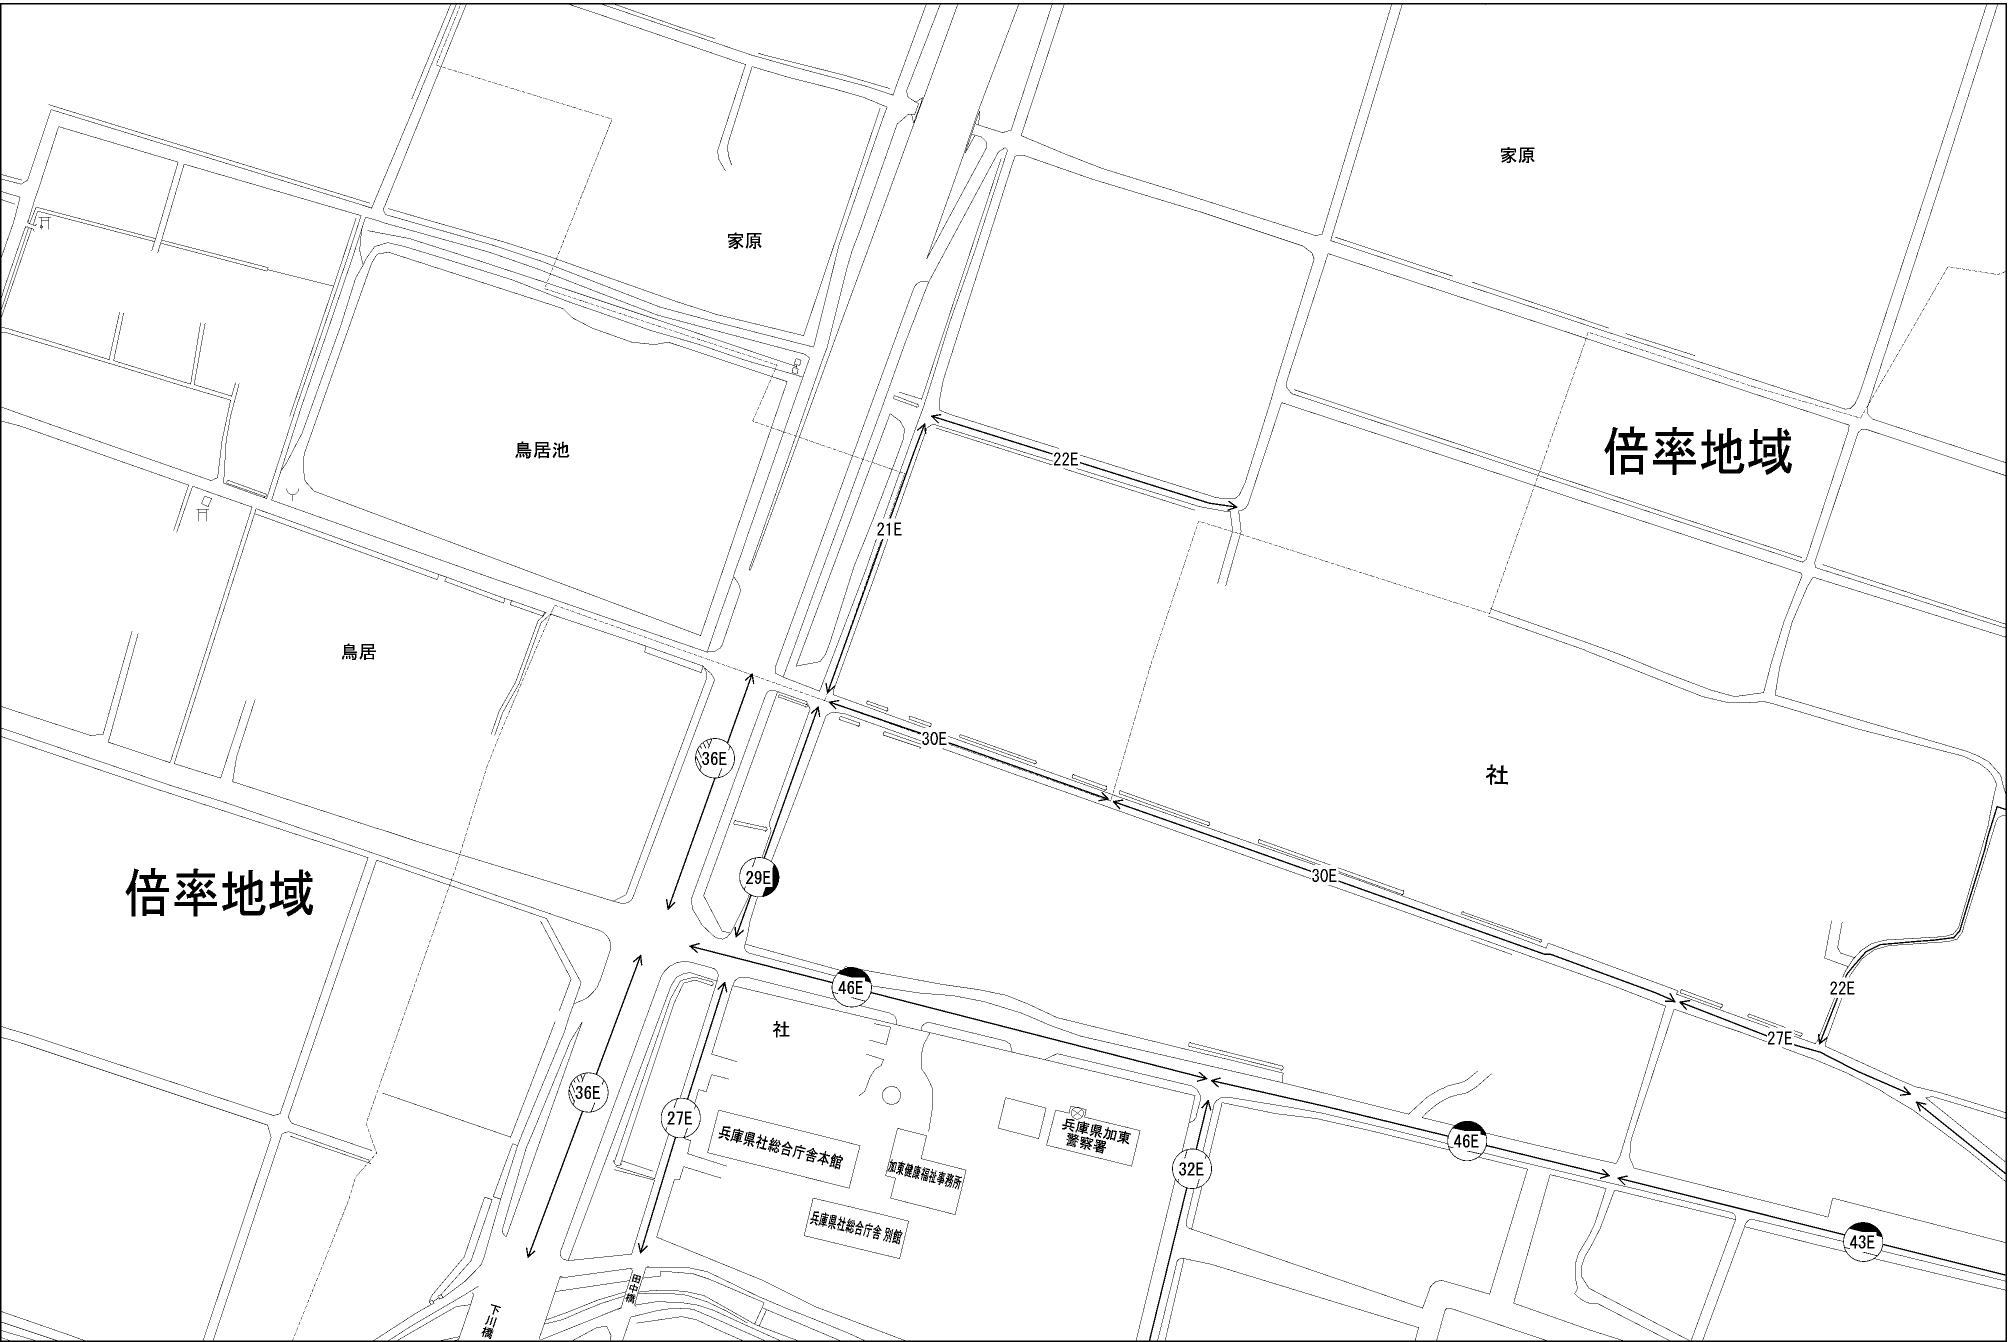 家原
家原
倍率地域
22E
鳥居池
21E
鳥居
30E
36E
社
29E
30E
倍率地域
46E
22E
社
27E
36E
27E
兵庫県社総合庁舎本館
加東健康福祉事務所
兵庫県加東
警察署
32E
46E
兵庫県社総合庁舎 別館
43E
田中橋
下川橋